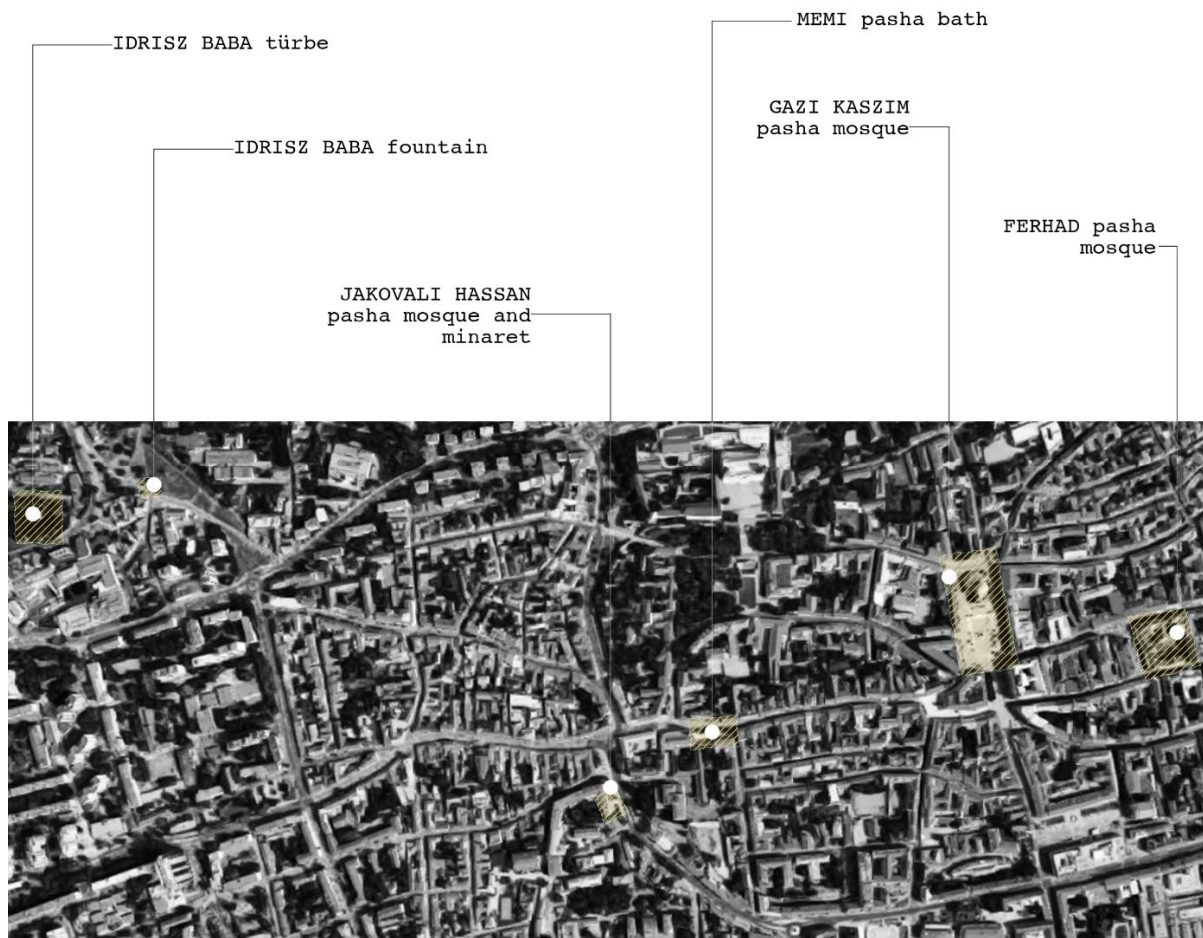 MEMI pasha bath
IDRISZ BABA türbe
GAZI KASZIM
pasha mosque
IDRISZ BABA fountain
FERHAD pasha
mosque
JAKOVALI HASSAN
pasha mosque and
minaret